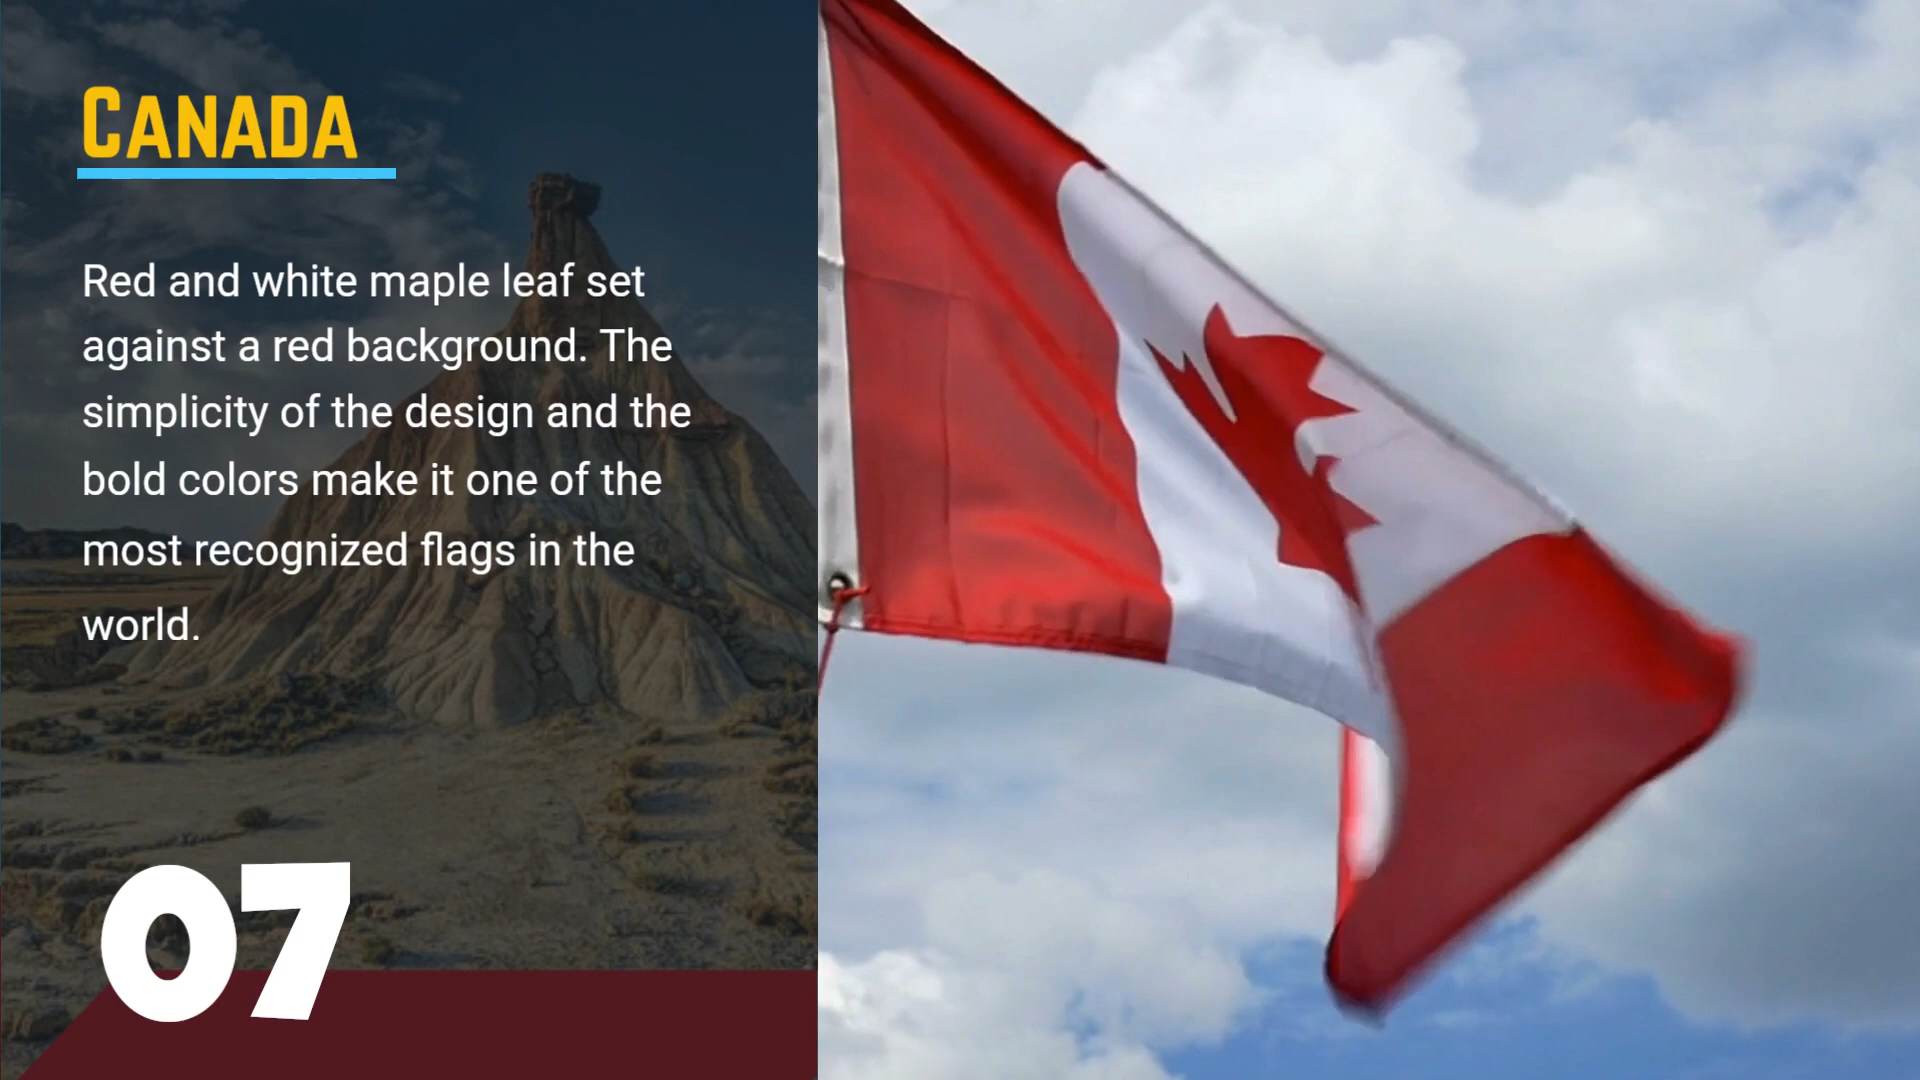 CANADA
Red and white maple leaf set
against a red background. The
simplicity of the design and the
bold colors make it one of the
most recognized flags in the
world.
07